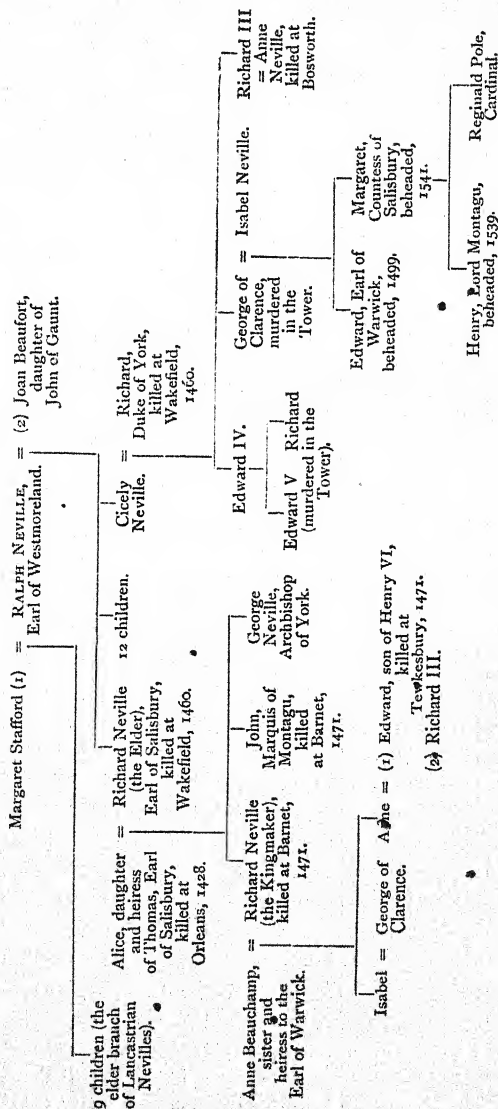 Margaret Stafford (1) = RALPH NEVILLE, = (2) Joan Beaufort,
Earl of Westmoreland. daughter of
John of Gaunt.
9 children (the
elder branch
of Lancastrian
Nevilles).
Alice, daughter
and heiress
of Thomas, Earl
of Salisbury,
killed at
Orleans, 1428.
= Richard Neville
(the Elder),
Earl of Salisbury,
killed at
Wakefield, 1460.
12 children.
Cicely
Neville.
= Richard,
Duke of York,
killed at
Wakefield,
1460.
Anne Beauchamp,
sister and
heiress to the
Earl of Warwick.
= Richard Neville
(the Kingmaker),
killed at Barnet,
1471.
John,
Marquis of
Montagu,
killed
at Barnet,
1471.
George
Neville,
Archbishop
of York.
Edward IV.
George of
Clarence,
murdered
in the
Tower.
= Isabel Neville.
Richard III
= Anne
Neville,
killed at
Bosworth.
Isabel = George of
Clarence.
Anne = (1) Edward, son of Henry VI,
killed at
Tewkesbury, 1471.
(2) Richard III.
Edward V Richard
(murdered in the
Tower).
Edward, Earl of
Warwick,
beheaded, 1499.
Margaret,
Countess of
Salisbury,
beheaded,
1541.
Henry, Lord Montagu,
beheaded, 1539.
Reginald Pole,
Cardinal.